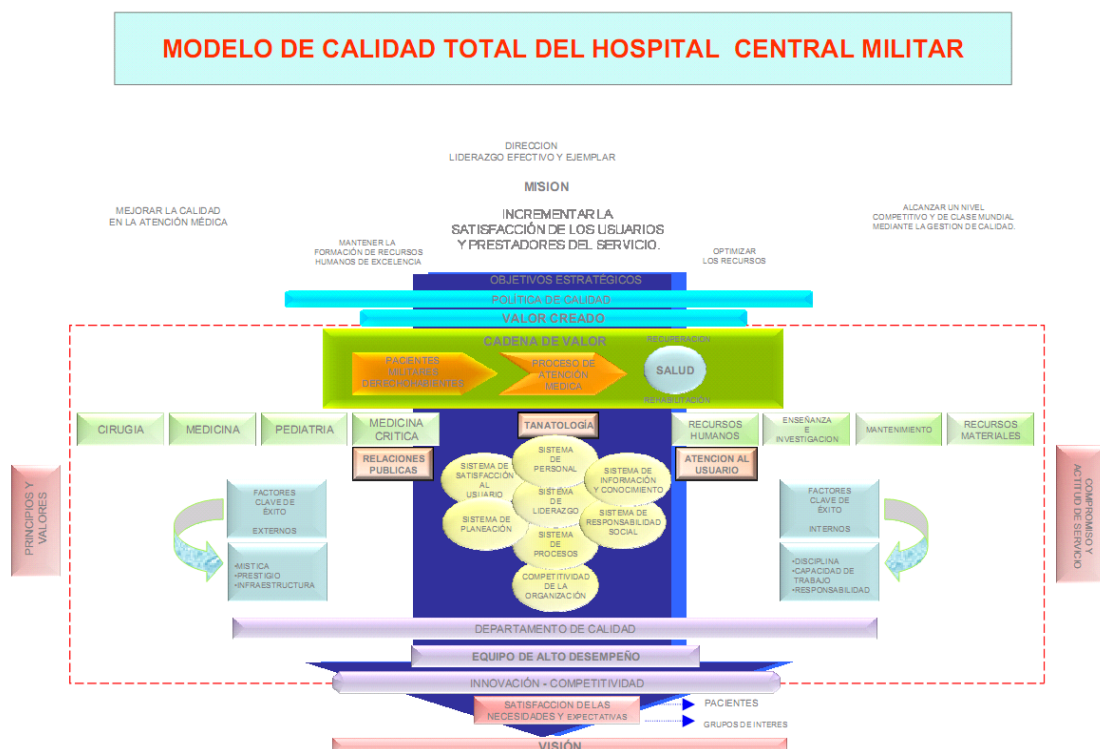 MODELO DE CALIDAD TOTAL DEL HOSPITAL CENTRAL MILITAR
DIRECCION
LIDERAZGO EFECTIVO Y EJEMPLAR
MISION
MEJORAR LA CALIDAD
EN LA ATENCIÓN MÉDICA
INCREMENTAR LA
SATISFACCIÓN DE LOS USUARIOS
Y PRESTADORES DEL SERVICIO.
ALCANZAR UN NIVEL
COMPETITIVO Y DE CLASE MUNDIAL
MEDIANTE LA GESTION DE CALIDAD.
MANTENER LA
FORMACIÓN DE RECURSOS
HUMANOS DE EXCELENCIA
OPTIMIZAR
LOS RECURSOS
OBJETIVOS ESTRATÉGICOS
POLITICA DE CALIDAD
VALOR CREADO
CADENA DE VALOR
PACIENTES
MILITARES
DERECHOHABIENTES
PROCESO DE
ATENCIÓN
MEDICA
RECUPERACIÓN
SALUD
REHABILITACIÓN
CIRUGIA
MEDICINA
PEDIATRIA
MEDICINA
CRITICA
TANATOLOGÍA
RECURSOS
HUMANOS
ENSEÑANZA
E
INVESTIGACION
MANTENIMIENTO
RECURSOS
MATERIALES
RELACIONES
PUBLICAS
ATENCION AL
USUARIO
SISTEMA
DE
PERSONAL
SISTEMA DE
SATISFACCIÓN
AL
USUARIO
SISTEMA DE
INFORMACIÓN
Y CONOCIMIENTO
SISTEMA
DE
LIDERAZGO
SISTEMA DE
PLANEACIÓN
SISTEMA DE
RESPONSABILIDAD
SOCIAL
SISTEMA
DE
PROCESOS
COMPETITIVIDAD
DE LA
ORGANIZACIÓN
PRINCIPIOS Y
VALORES
FACTORES
CLAVE DE
ÉXITO
EXTERNOS
•MISTICA
•PRESTIGIO
•INFRAESTRUCTURA
FACTORES
CLAVE DE
ÉXITO
INTERNOS
•DISCIPLINA
•CAPACIDAD DE
TRABAJO
•RESPONSABILIDAD
COMPROMISO Y
ACTITUD DE SERVICIO
DEPARTAMENTO DE CALIDAD
EQUIPO DE ALTO DESEMPEÑO
INNOVACIÓN - COMPETITIVIDAD
SATISFACCION DE LAS
NECESIDADES Y EXPECTATIVAS
PACIENTES
GRUPOS DE INTERES
VISIÓN